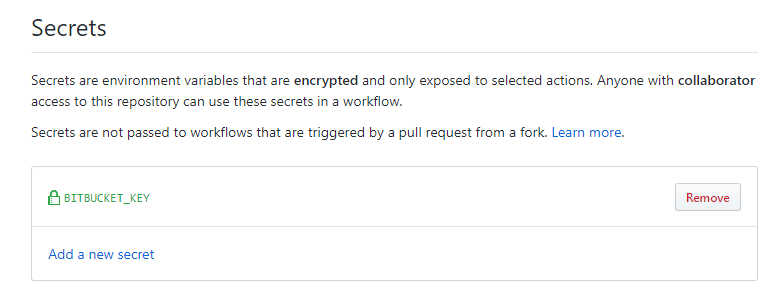 Secrets
Secrets are environment variables that are encrypted and only exposed to selected actions. Anyone with collaborator
access to this repository can use these secrets in a workflow.
Secrets are not passed to workflows that are triggered by a pull request from a fork. Learn more.
BITBUCKET_KEY
Remove
Add a new secret